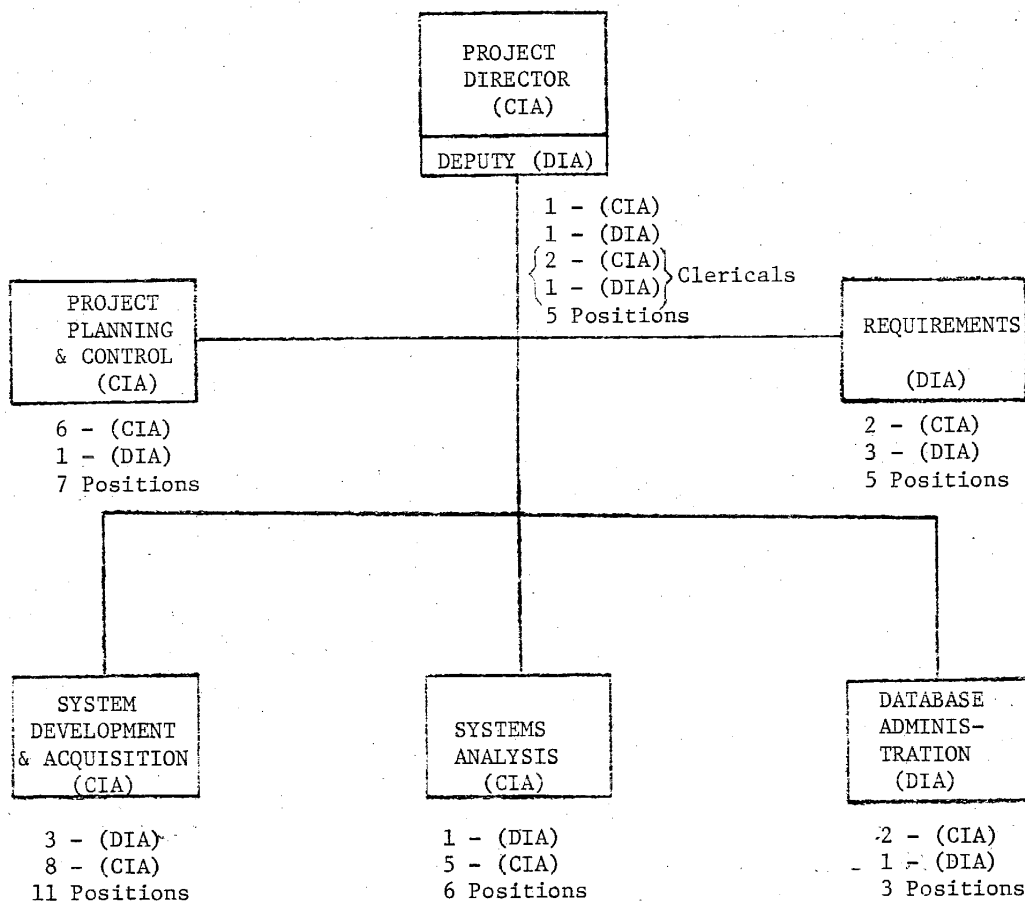 PROJECT
DIRECTOR
(CIA)
DEPUTY (DIA)
1 - (CIA)
1 - (DIA)
2 - (CIA)
1 - (DIA)
Clericals
5 Positions
PROJECT
PLANNING
& CONTROL
(CIA)
6 - (CIA)
1 - (DIA)
7 Positions
REQUIREMENTS
(DIA)
2 - (CIA)
3 - (DIA)
5 Positions
SYSTEM
DEVELOPMENT
& ACQUISITION
(CIA)
3 - (DIA)
8 - (CIA)
11 Positions
SYSTEMS
ANALYSIS
(CIA)
1 - (DIA)
5 - (CIA)
6 Positions
DATABASE
ADMINIS-
TRATION
(DIA)
2 - (CIA)
1 - (DIA)
3 Positions